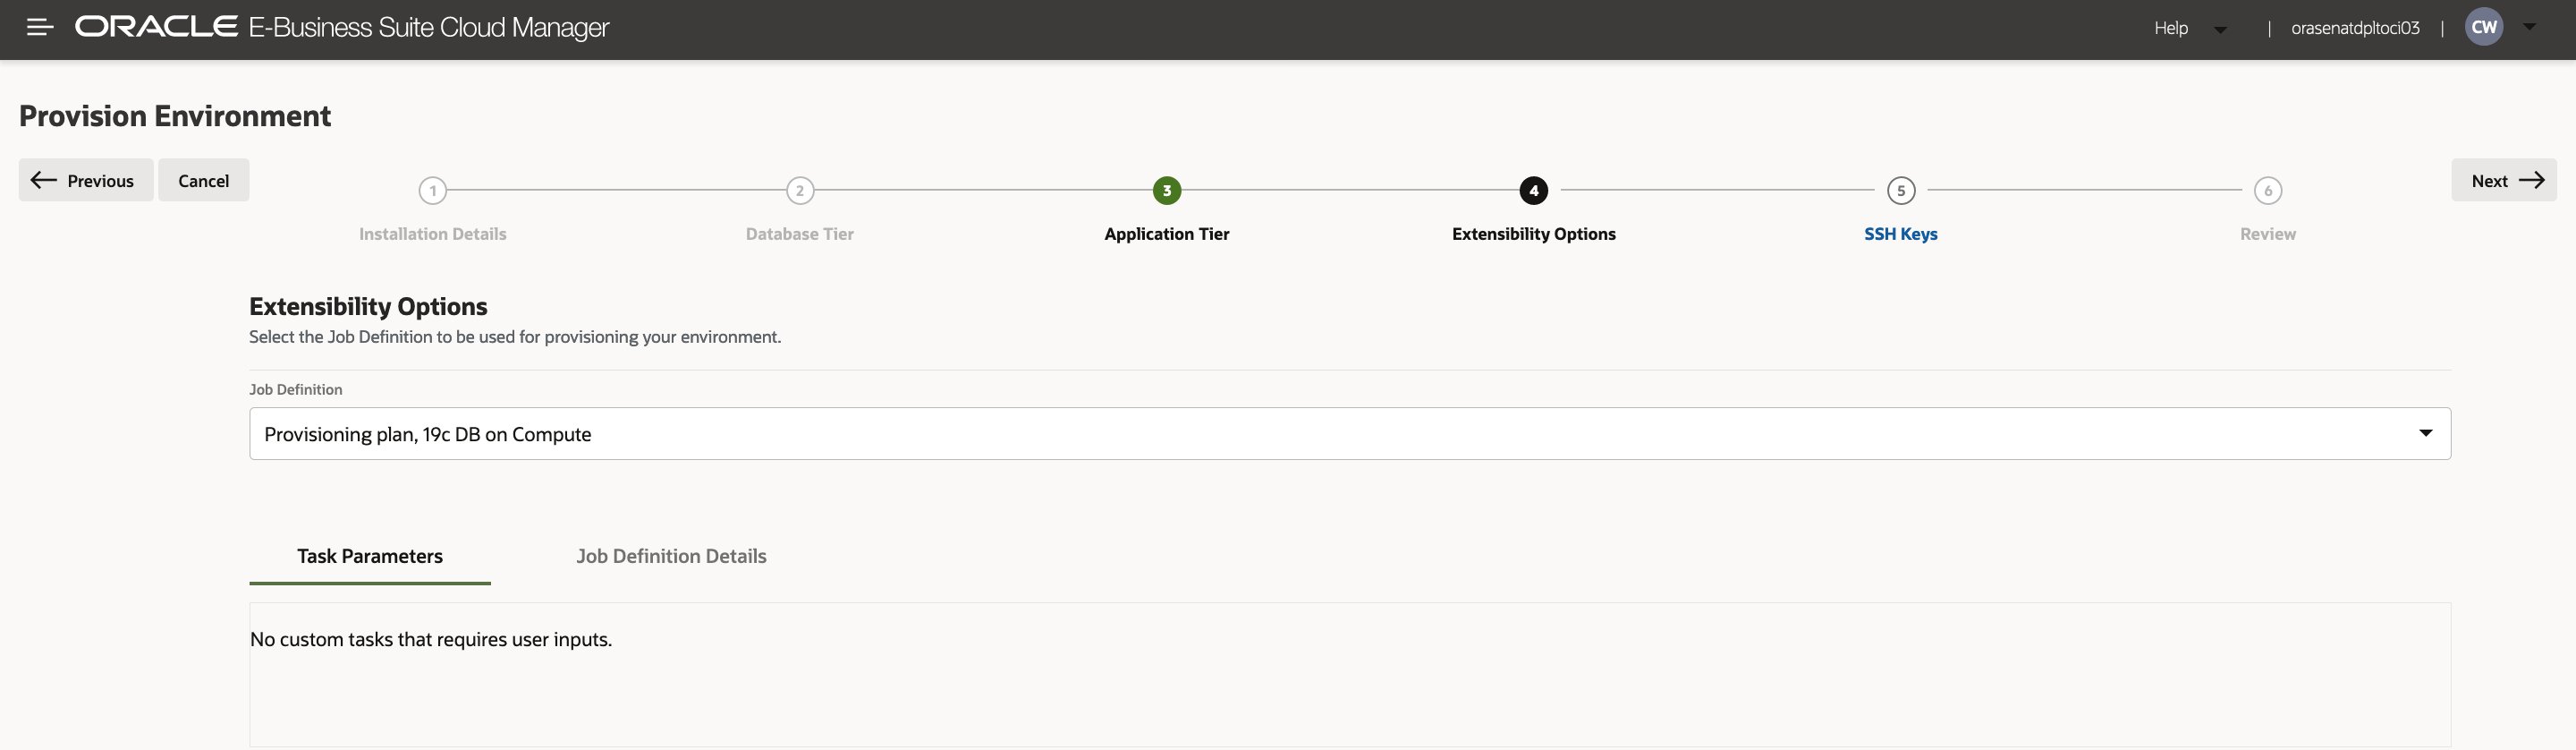 ORACLE E-Business Suite Cloud Manager Help | orasenatdpltoci03 | CW
Provision Environment
Previous Cancel Next
1 2 3 4 5 6
Installation Details Database Tier Application Tier Extensibility Options SSH Keys Review
Extensibility Options
Select the Job Definition to be used for provisioning your environment.
Job Definition
Provisioning plan, 19c DB on Compute
Task Parameters Job Definition Details
No custom tasks that requires user inputs.